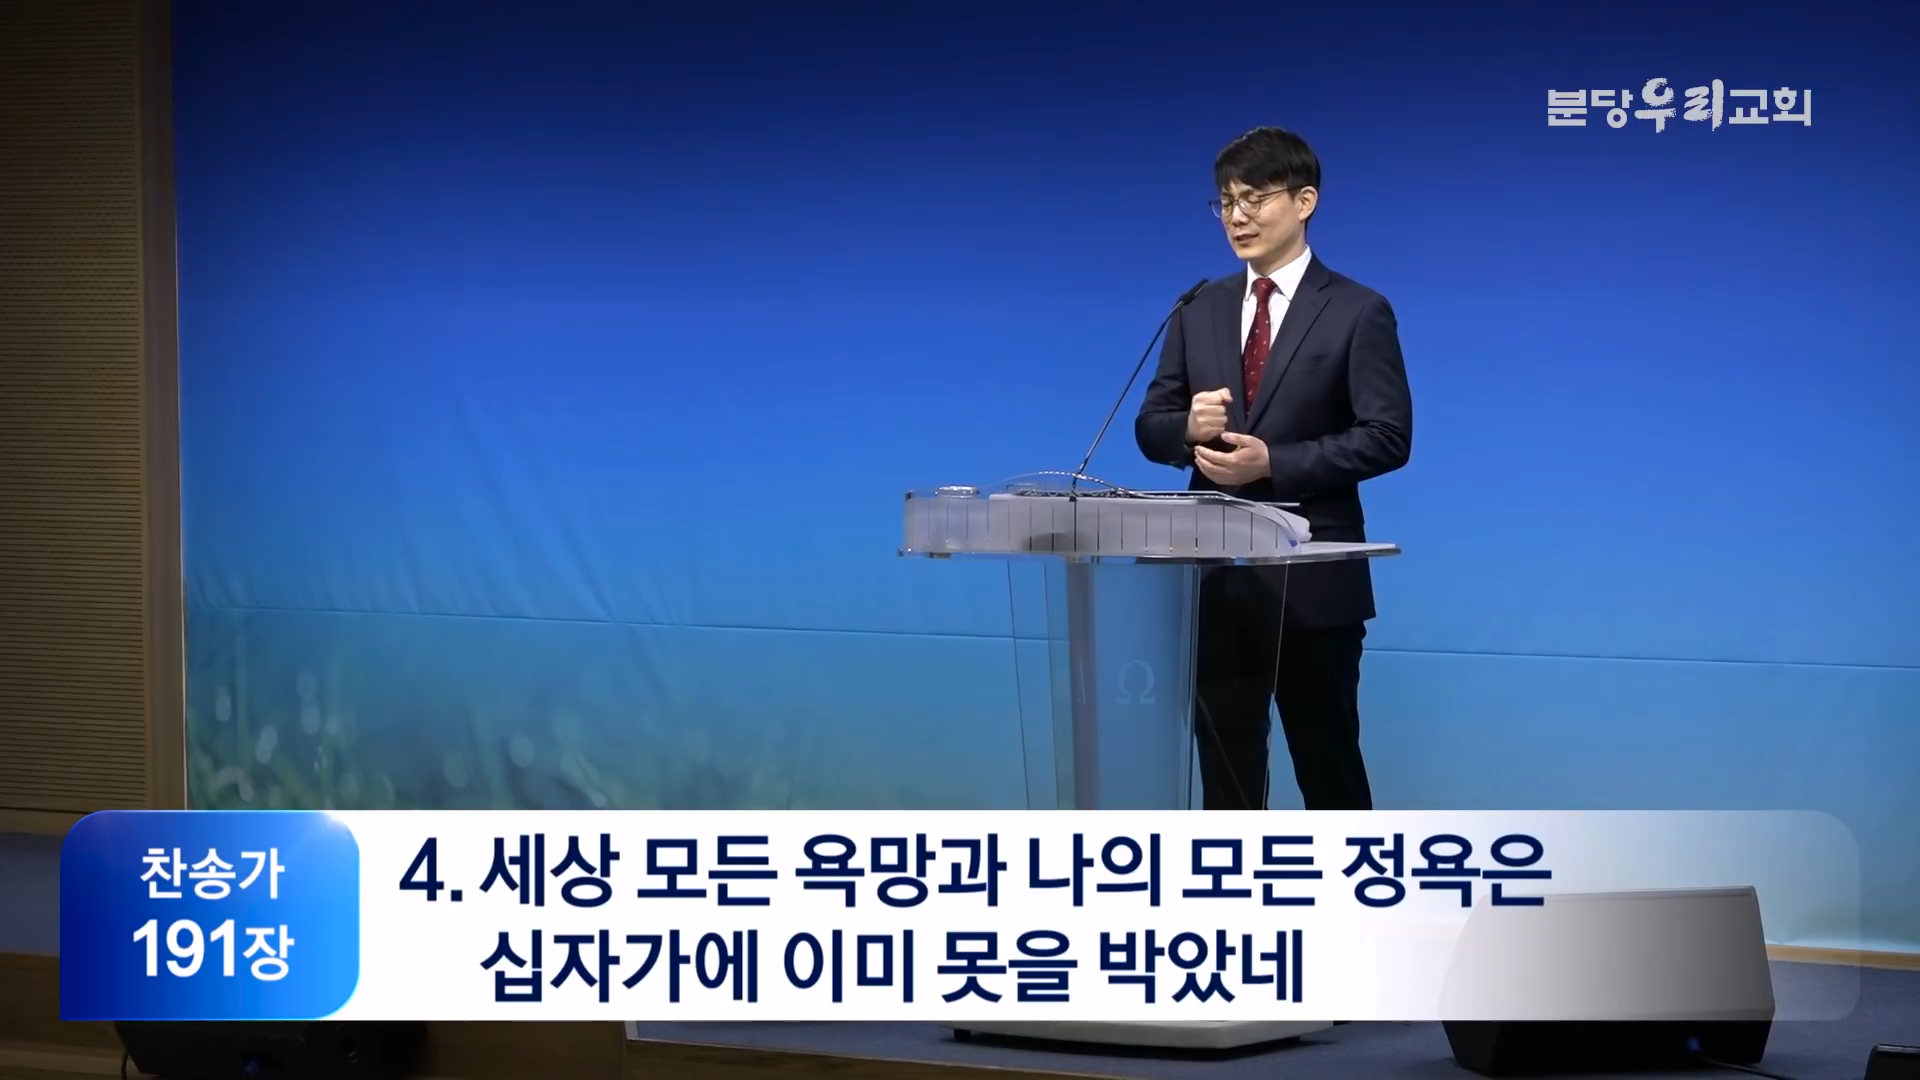 분당우리교회
Ω
찬송가
191장
4. 세상 모든 욕망과 나의 모든 정욕은
십자가에 이미 못을 박았네